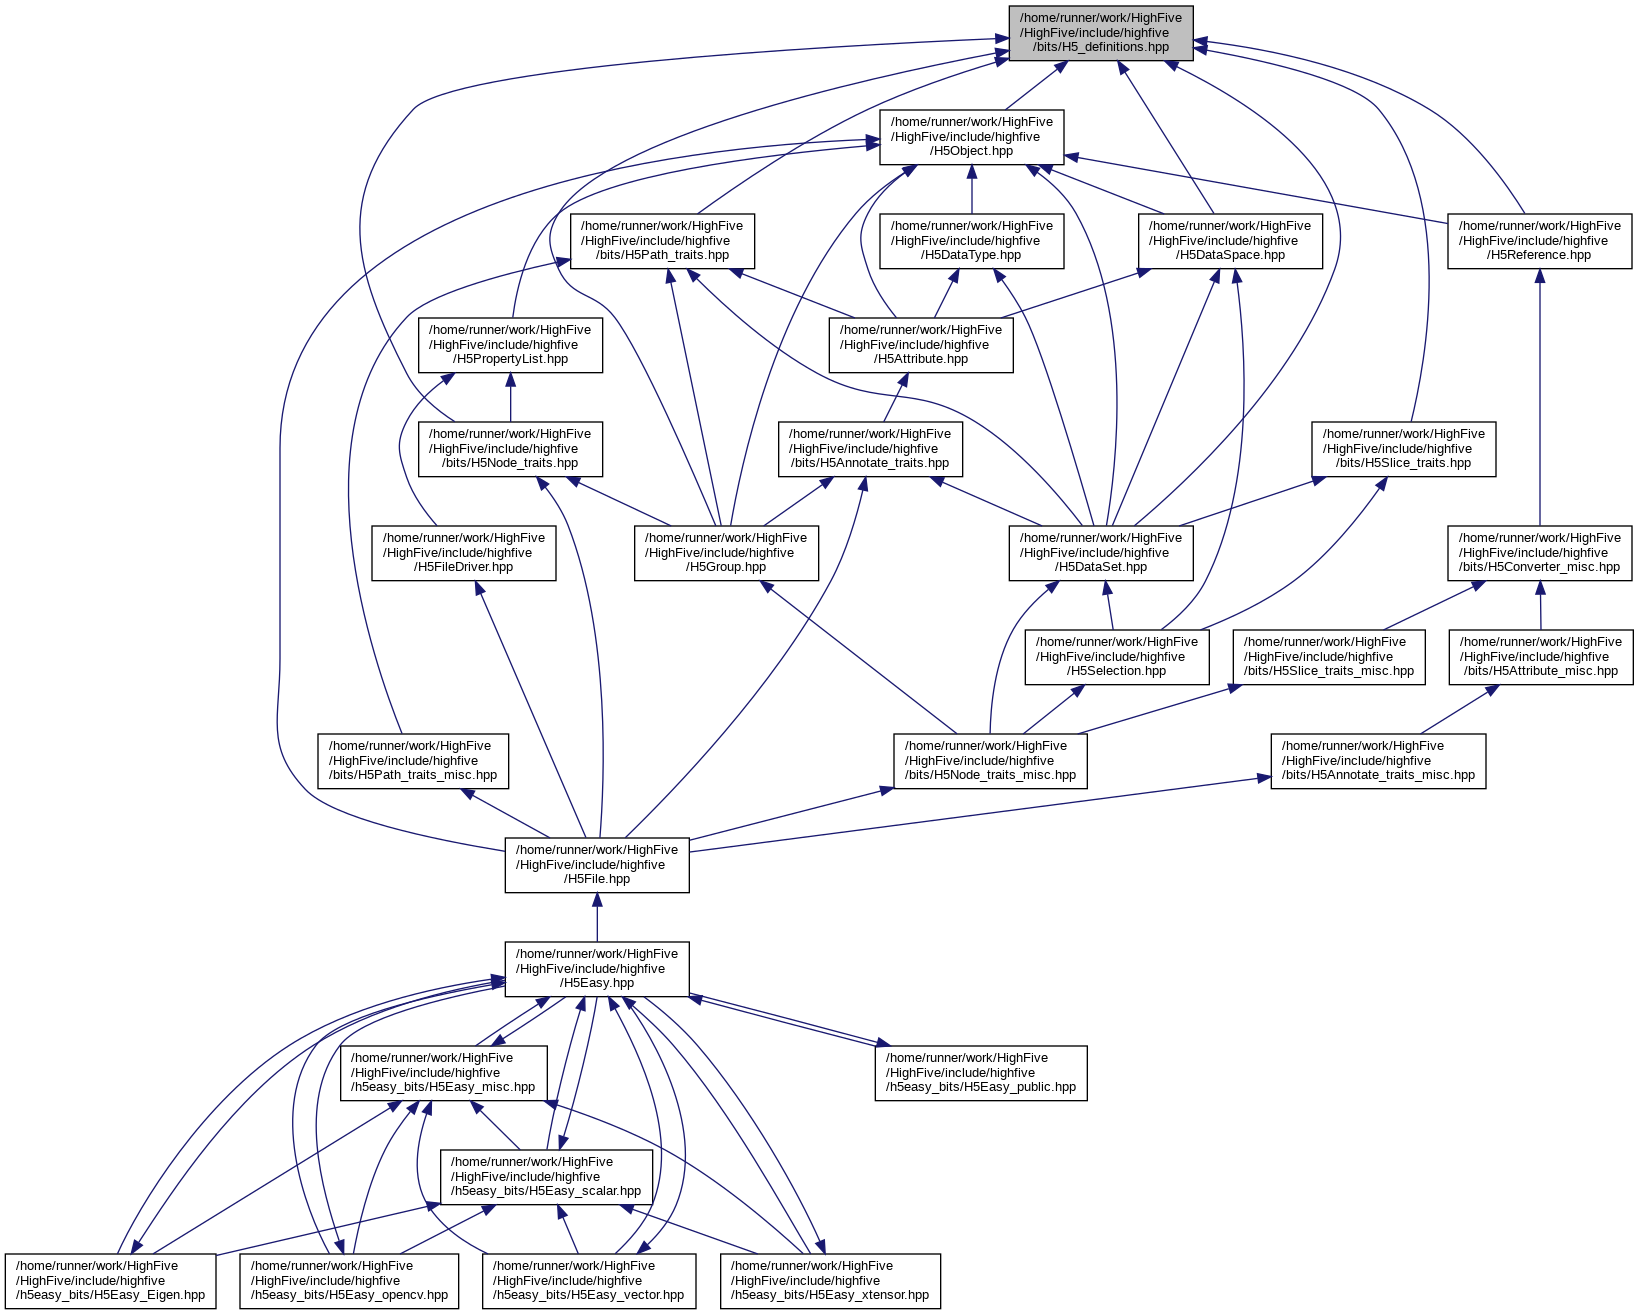 /home/runner/work/HighFive
/HighFive/include/highfive
/bits/H5_definitions.hpp
/home/runner/work/HighFive
/HighFive/include/highfive
/H5Object.hpp
/home/runner/work/HighFive
/HighFive/include/highfive
/bits/H5Path_traits.hpp
/home/runner/work/HighFive
/HighFive/include/highfive
/H5DataType.hpp
/home/runner/work/HighFive
/HighFive/include/highfive
/H5DataSpace.hpp
/home/runner/work/HighFive
/HighFive/include/highfive
/H5Reference.hpp
/home/runner/work/HighFive
/HighFive/include/highfive
/H5PropertyList.hpp
/home/runner/work/HighFive
/HighFive/include/highfive
/H5Attribute.hpp
/home/runner/work/HighFive
/HighFive/include/highfive
/bits/H5Node_traits.hpp
/home/runner/work/HighFive
/HighFive/include/highfive
/bits/H5Annotate_traits.hpp
/home/runner/work/HighFive
/HighFive/include/highfive
/bits/H5Slice_traits.hpp
/home/runner/work/HighFive
/HighFive/include/highfive
/H5FileDriver.hpp
/home/runner/work/HighFive
/HighFive/include/highfive
/H5Group.hpp
/home/runner/work/HighFive
/HighFive/include/highfive
/H5DataSet.hpp
/home/runner/work/HighFive
/HighFive/include/highfive
/bits/H5Converter_misc.hpp
/home/runner/work/HighFive
/HighFive/include/highfive
/H5Selection.hpp
/home/runner/work/HighFive
/HighFive/include/highfive
/bits/H5Slice_traits_misc.hpp
/home/runner/work/HighFive
/HighFive/include/highfive
/bits/H5Attribute_misc.hpp
/home/runner/work/HighFive
/HighFive/include/highfive
/bits/H5Path_traits_misc.hpp
/home/runner/work/HighFive
/HighFive/include/highfive
/bits/H5Node_traits_misc.hpp
/home/runner/work/HighFive
/HighFive/include/highfive
/bits/H5Annotate_traits_misc.hpp
/home/runner/work/HighFive
/HighFive/include/highfive
/H5File.hpp
/home/runner/work/HighFive
/HighFive/include/highfive
/H5Easy.hpp
/home/runner/work/HighFive
/HighFive/include/highfive
/h5easy_bits/H5Easy_misc.hpp
/home/runner/work/HighFive
/HighFive/include/highfive
/h5easy_bits/H5Easy_public.hpp
/home/runner/work/HighFive
/HighFive/include/highfive
/h5easy_bits/H5Easy_scalar.hpp
/home/runner/work/HighFive
/HighFive/include/highfive
/h5easy_bits/H5Easy_Eigen.hpp
/home/runner/work/HighFive
/HighFive/include/highfive
/h5easy_bits/H5Easy_opencv.hpp
/home/runner/work/HighFive
/HighFive/include/highfive
/h5easy_bits/H5Easy_vector.hpp
/home/runner/work/HighFive
/HighFive/include/highfive
/h5easy_bits/H5Easy_xtensor.hpp